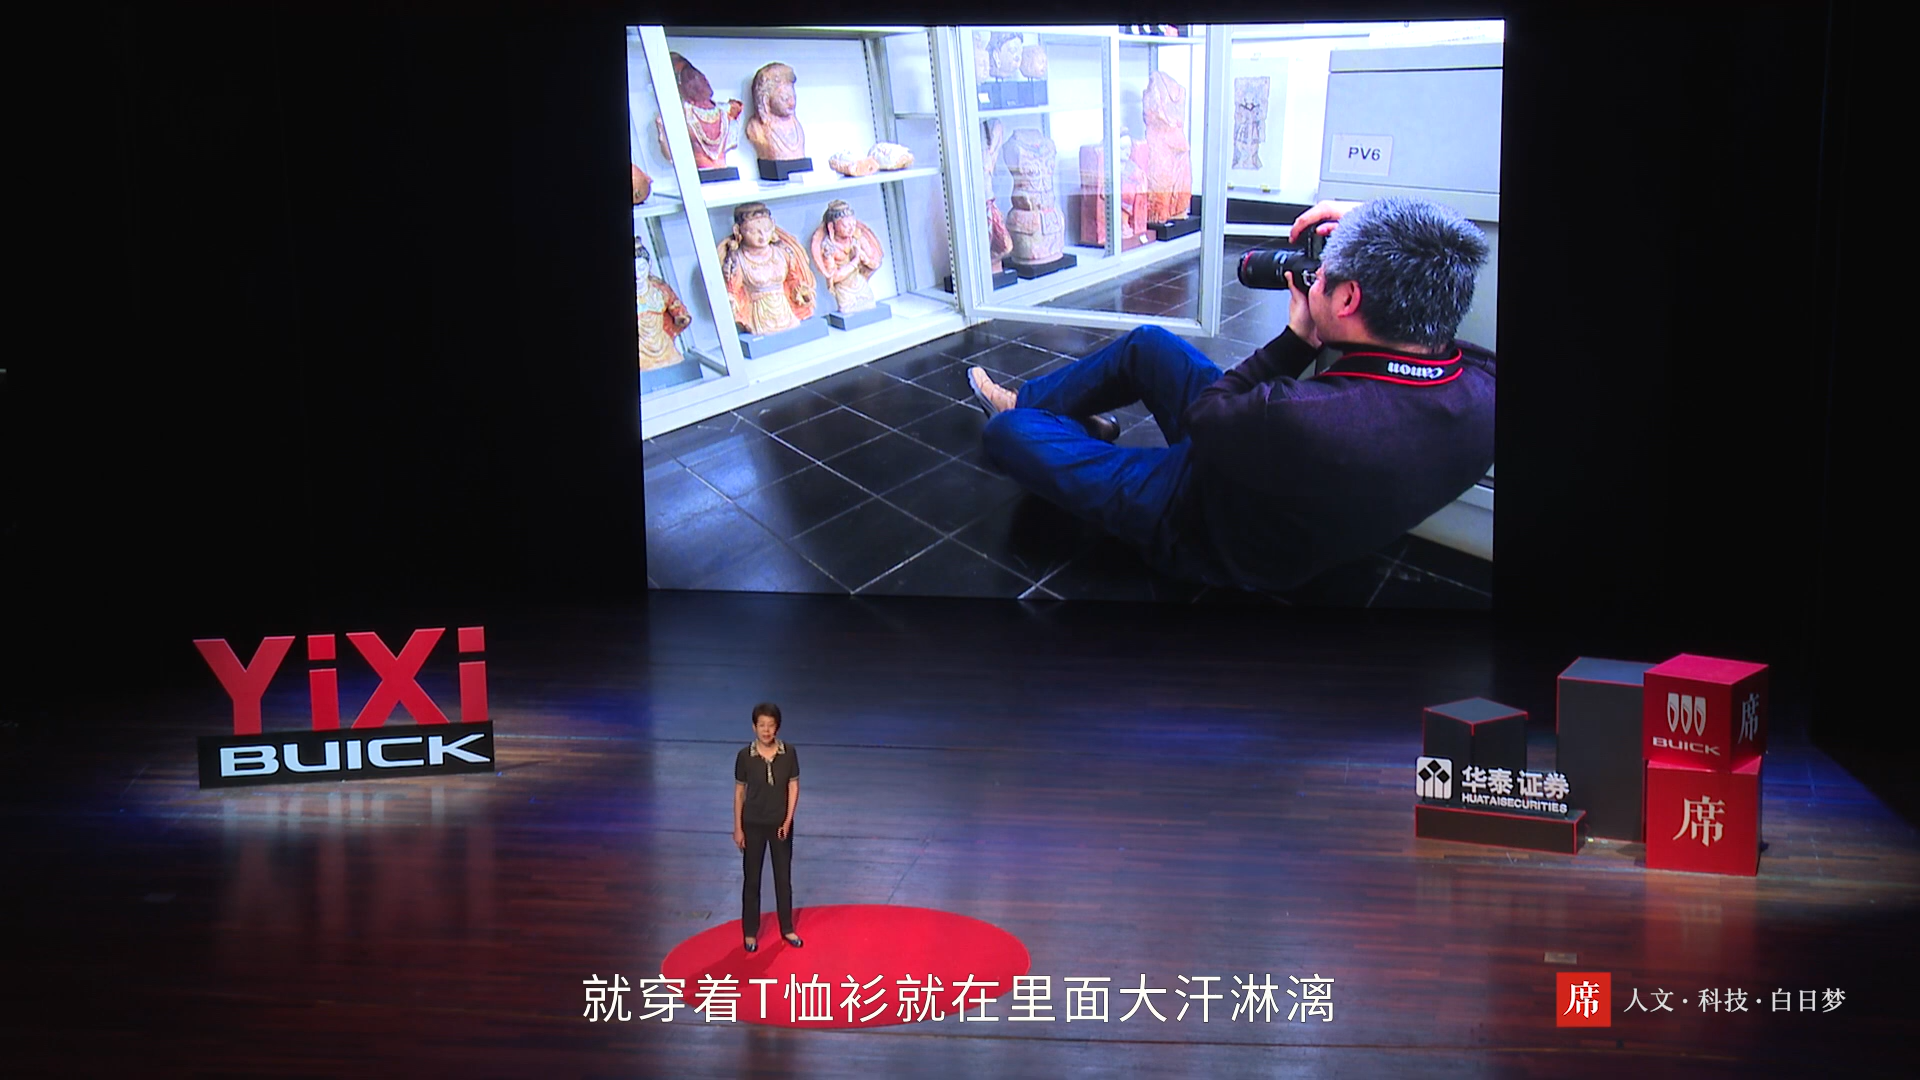 PV6
Canon
YiXi
BUICK
BUICK
席
华泰证券
HUATAISECURITIES
席
就穿着T恤衫就在里面大汗淋漓
席 人文·科技·白日梦